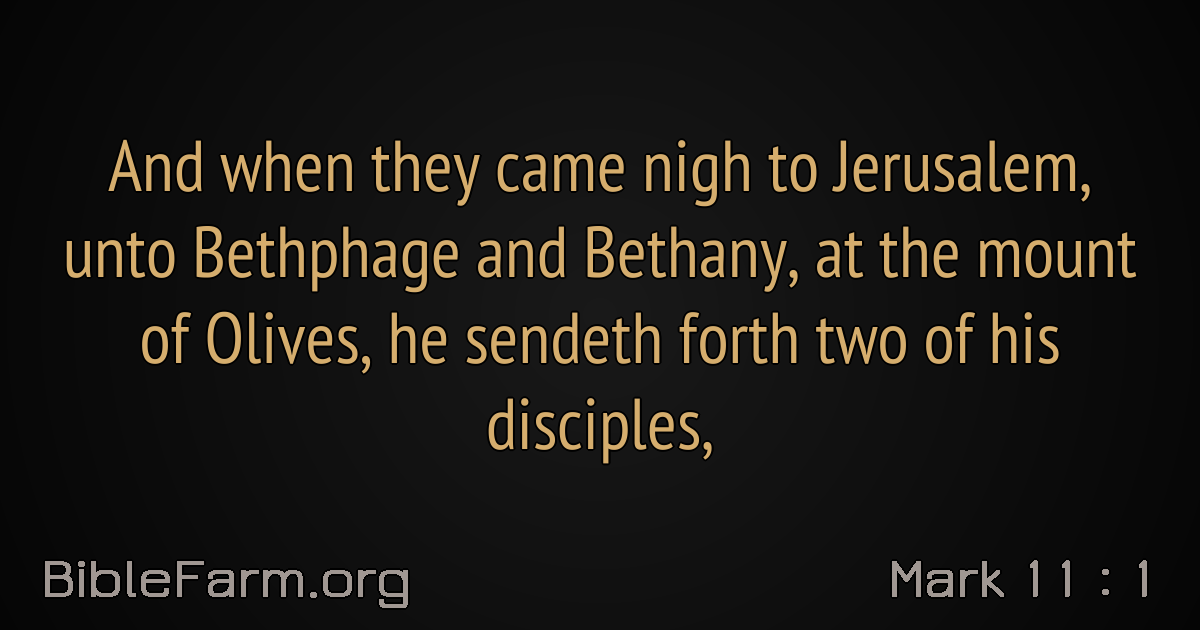 And when they came nigh to Jerusalem,
unto Bethphage and Bethany, at the mount
of Olives, he sendeth forth two of his
disciples,
BibleFarm.org
Mark 11 : 1